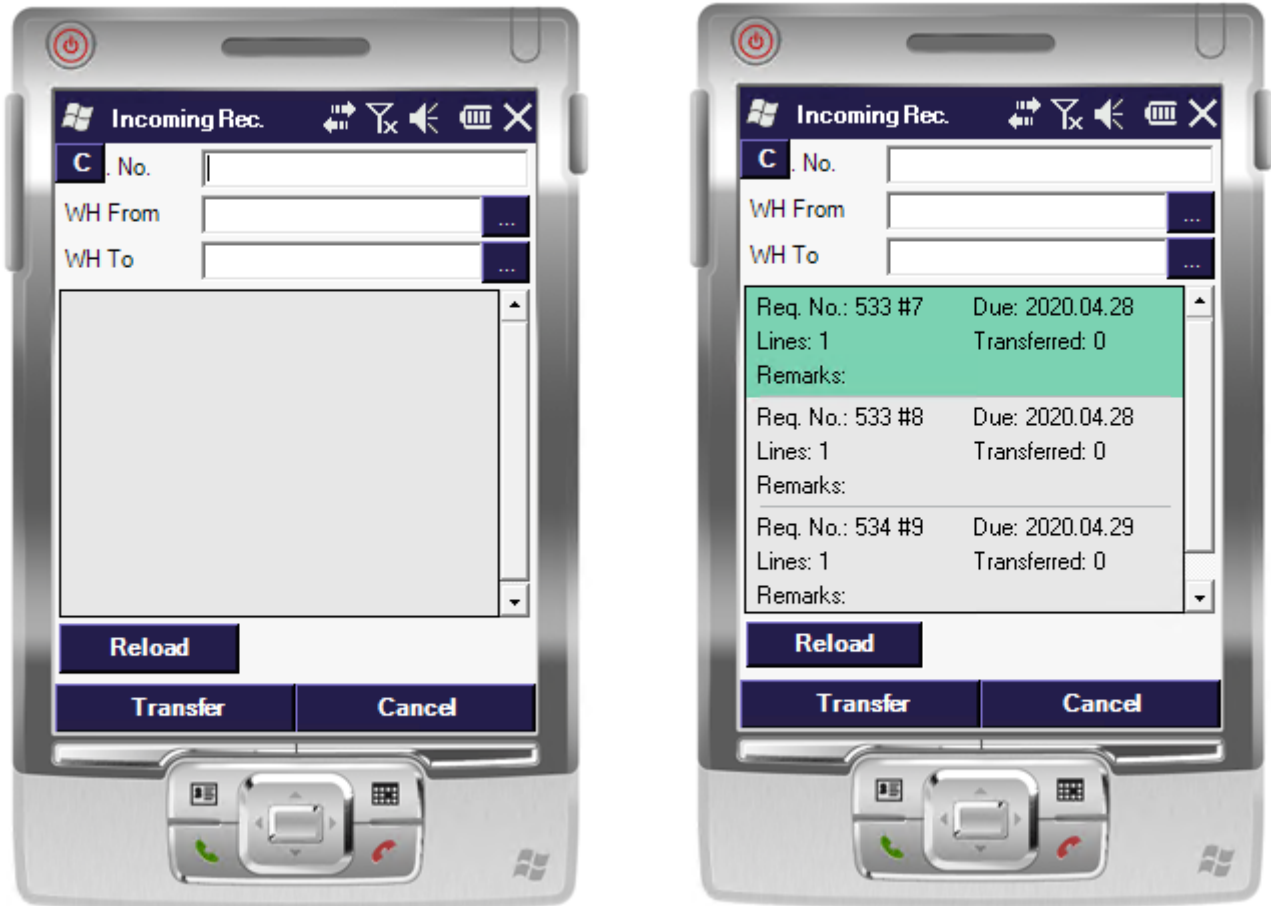 Incoming Rec.
C . No.
WH From
...
WH To
...
Reload
Transfer
Cancel
Incoming Rec.
C . No.
WH From
...
WH To
...
Req. No.: 533 #7 Due: 2020.04.28
Lines: 1 Transferred: 0
Remarks:
Req. No.: 533 #8 Due: 2020.04.28
Lines: 1 Transferred: 0
Remarks:
Req. No.: 534 #9 Due: 2020.04.29
Lines: 1 Transferred: 0
Remarks:
Reload
Transfer
Cancel